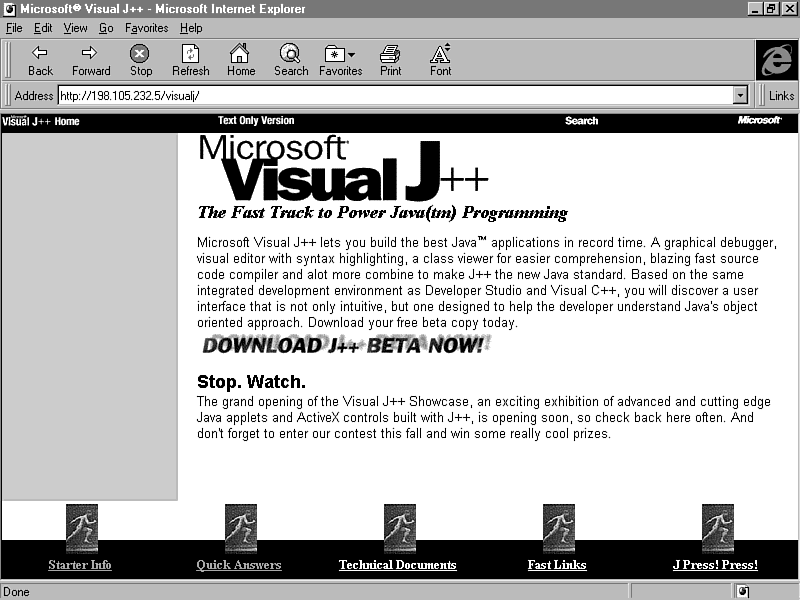 Microsoft® Visual J++ - Microsoft Internet Explorer
File Edit View Go Favorites Help
Back Forward Stop Refresh Home Search Favorites Print Font
Address http://198.105.232.5/visualj/ Links
Visual J++ Home Text Only Version Search Microsoft
Microsoft
Visual J++
The Fast Track to Power Java(tm) Programming
Microsoft Visual J++ lets you build the best Java™ applications in record time. A graphical debugger,
visual editor with syntax highlighting, a class viewer for easier comprehension, blazing fast source
code compiler and alot more combine to make J++ the new Java standard. Based on the same
integrated development environment as Developer Studio and Visual C++, you will discover a user
interface that is not only intuitive, but one designed to help the developer understand Java's object
oriented approach. Download your free beta copy today.
DOWNLOAD J++ BETA NOW!
Stop. Watch.
The grand opening of the Visual J++ Showcase, an exciting exhibition of advanced and cutting edge
Java applets and ActiveX controls built with J++, is opening soon, so check back here often. And
don't forget to enter our contest this fall and win some really cool prizes.
Starter Info Quick Answers Technical Documents Fast Links J Press! Press!
Done